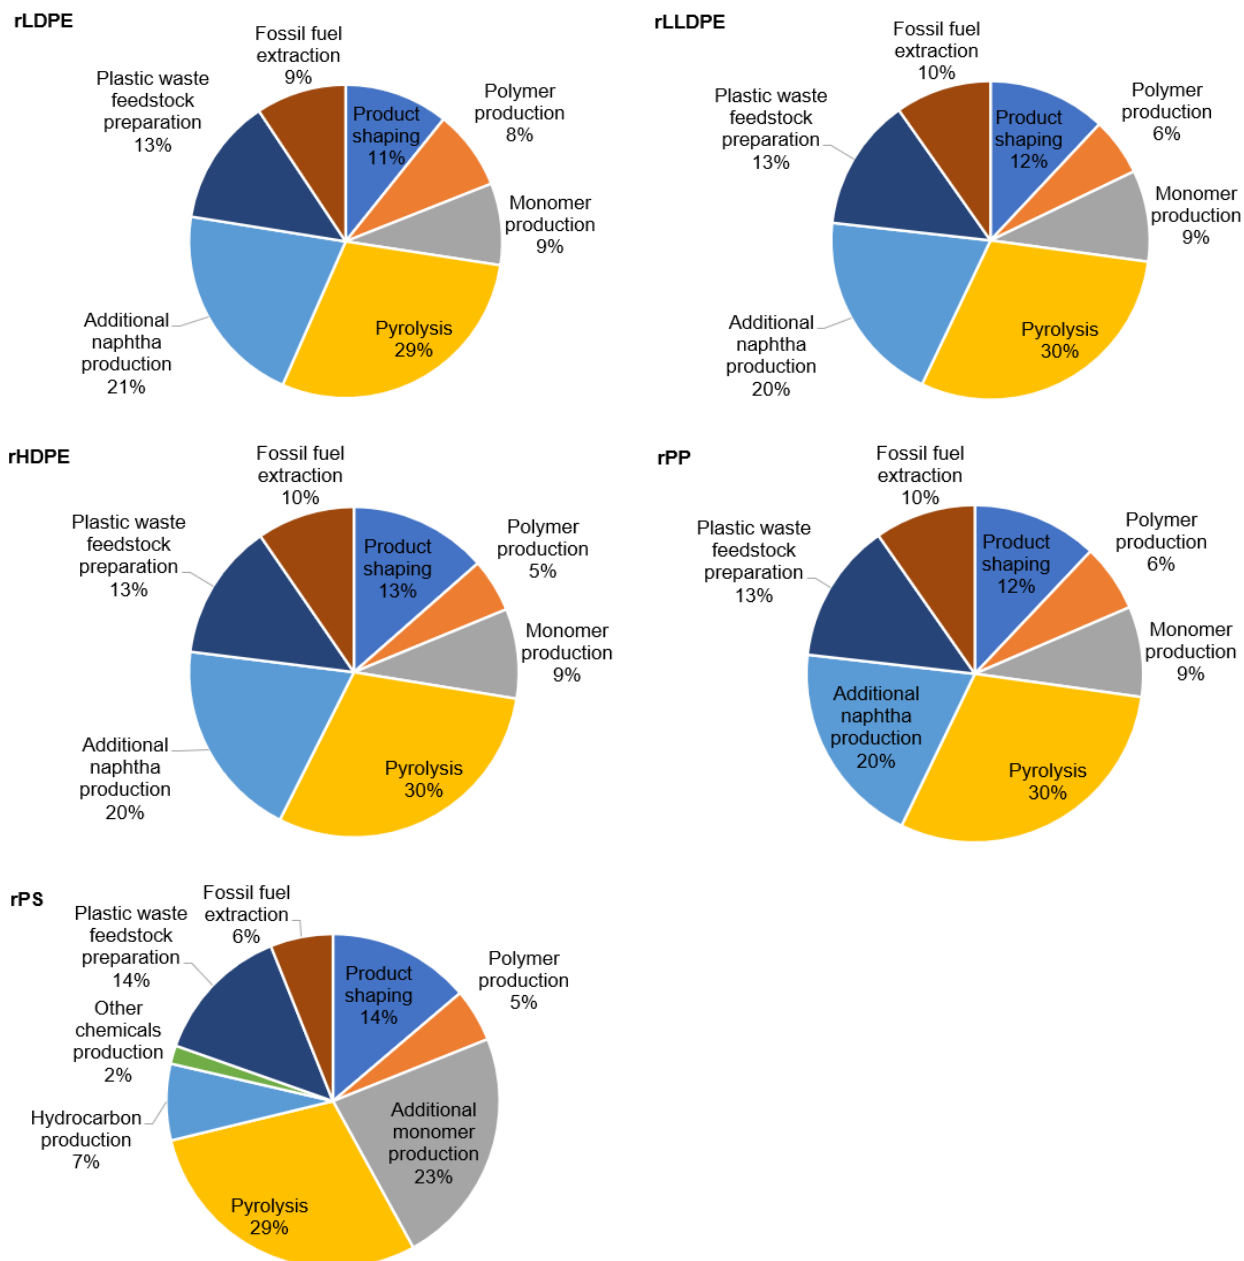 rLDPE
Fossil fuel
extraction
9%
Product
shaping
11%
Polymer
production
8%
Monomer
production
9%
Pyrolysis
29%
Additional
naphtha
production
21%
Plastic waste
feedstock
preparation
13%
rLLDPE
Fossil fuel
extraction
10%
Product
shaping
12%
Polymer
production
6%
Monomer
production
9%
Pyrolysis
30%
Additional
naphtha
production
20%
Plastic waste
feedstock
preparation
13%
rHDPE
Fossil fuel
extraction
10%
Product
shaping
13%
Polymer
production
5%
Monomer
production
9%
Pyrolysis
30%
Additional
naphtha
production
20%
Plastic waste
feedstock
preparation
13%
rPP
Fossil fuel
extraction
10%
Product
shaping
12%
Polymer
production
6%
Monomer
production
9%
Pyrolysis
30%
Additional
naphtha
production
20%
Plastic waste
feedstock
preparation
13%
rPS
Fossil fuel
extraction
6%
Product
shaping
14%
Polymer
production
5%
Additional
monomer
production
23%
Pyrolysis
29%
Hydrocarbon
production
7%
Other
chemicals
production
2%
Plastic waste
feedstock
preparation
14%